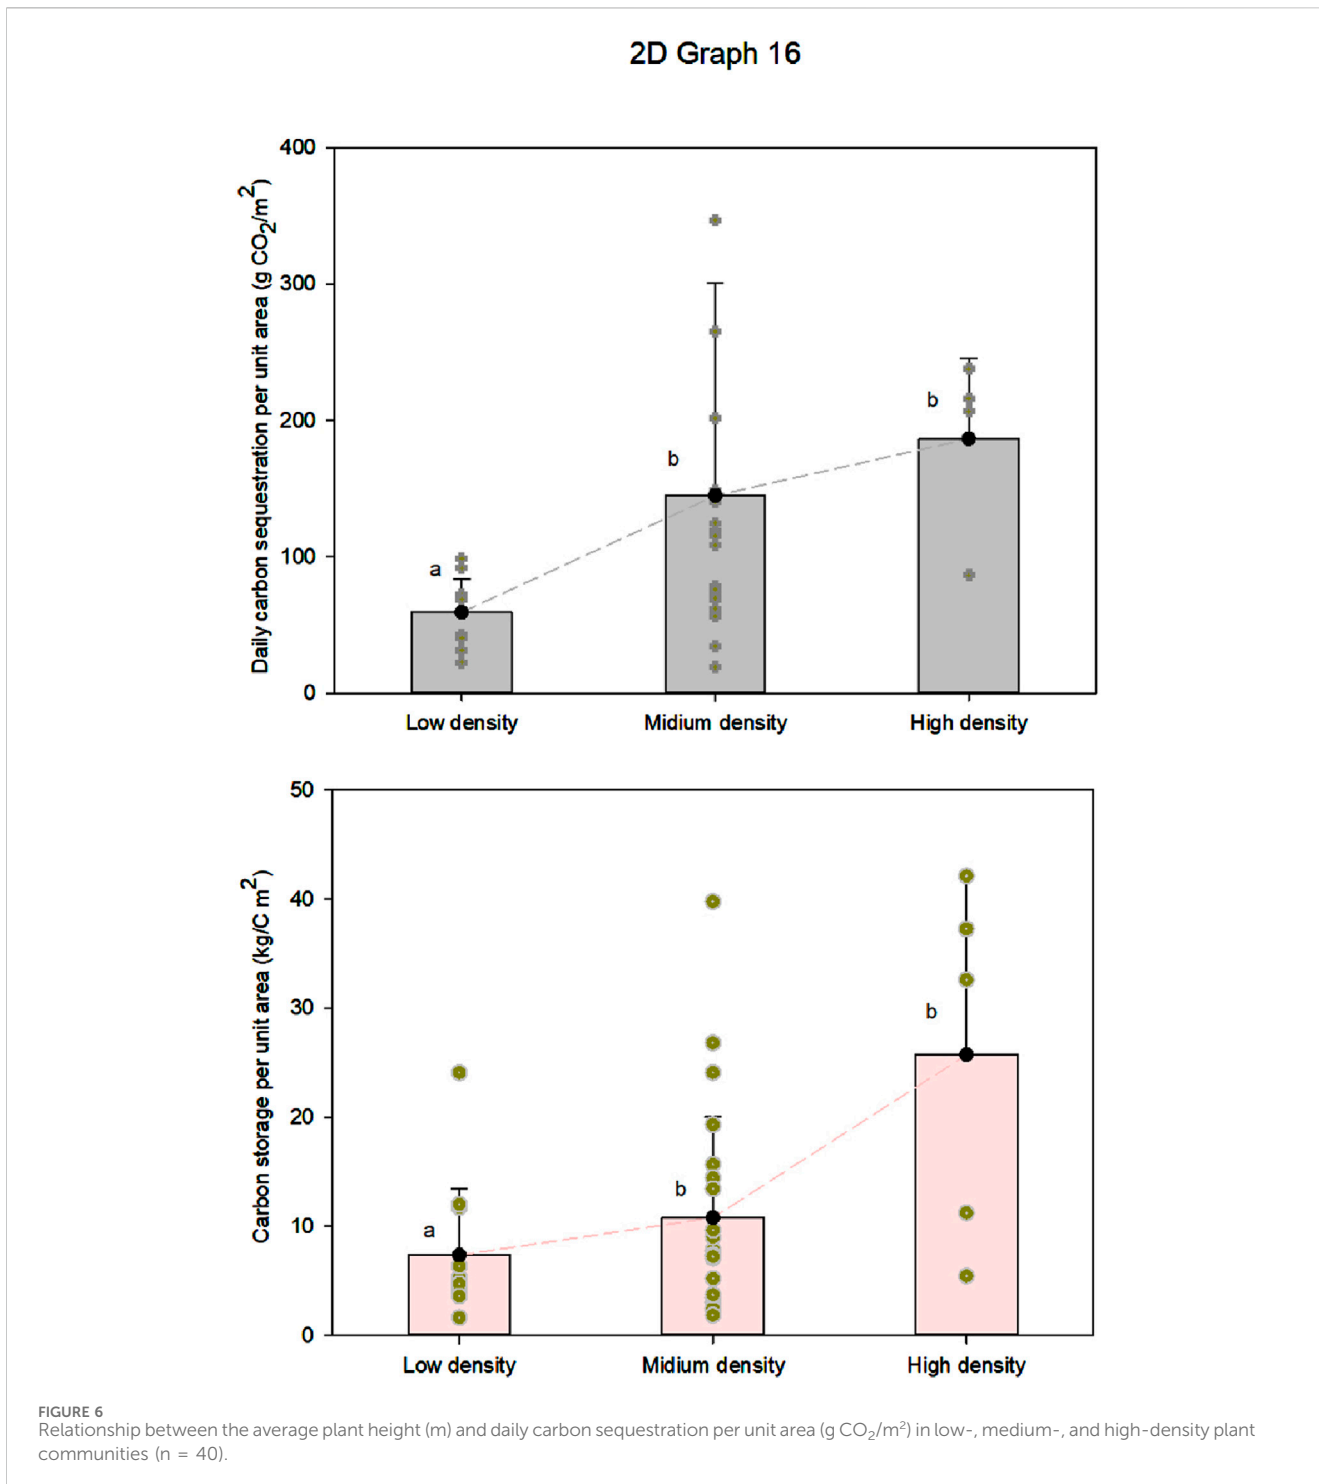 2D Graph 16
Daily carbon sequestration per unit area (g CO2/m2)
400
300
200
100
0
a
b
b
Low density
Midium density
High density
Carbon storage per unit area (kg/C m2)
50
40
30
20
10
0
a
b
b
Low density
Midium density
High density
FIGURE 6
Relationship between the average plant height (m) and daily carbon sequestration per unit area (g CO2/m2) in low-, medium-, and high-density plant
communities (n = 40).